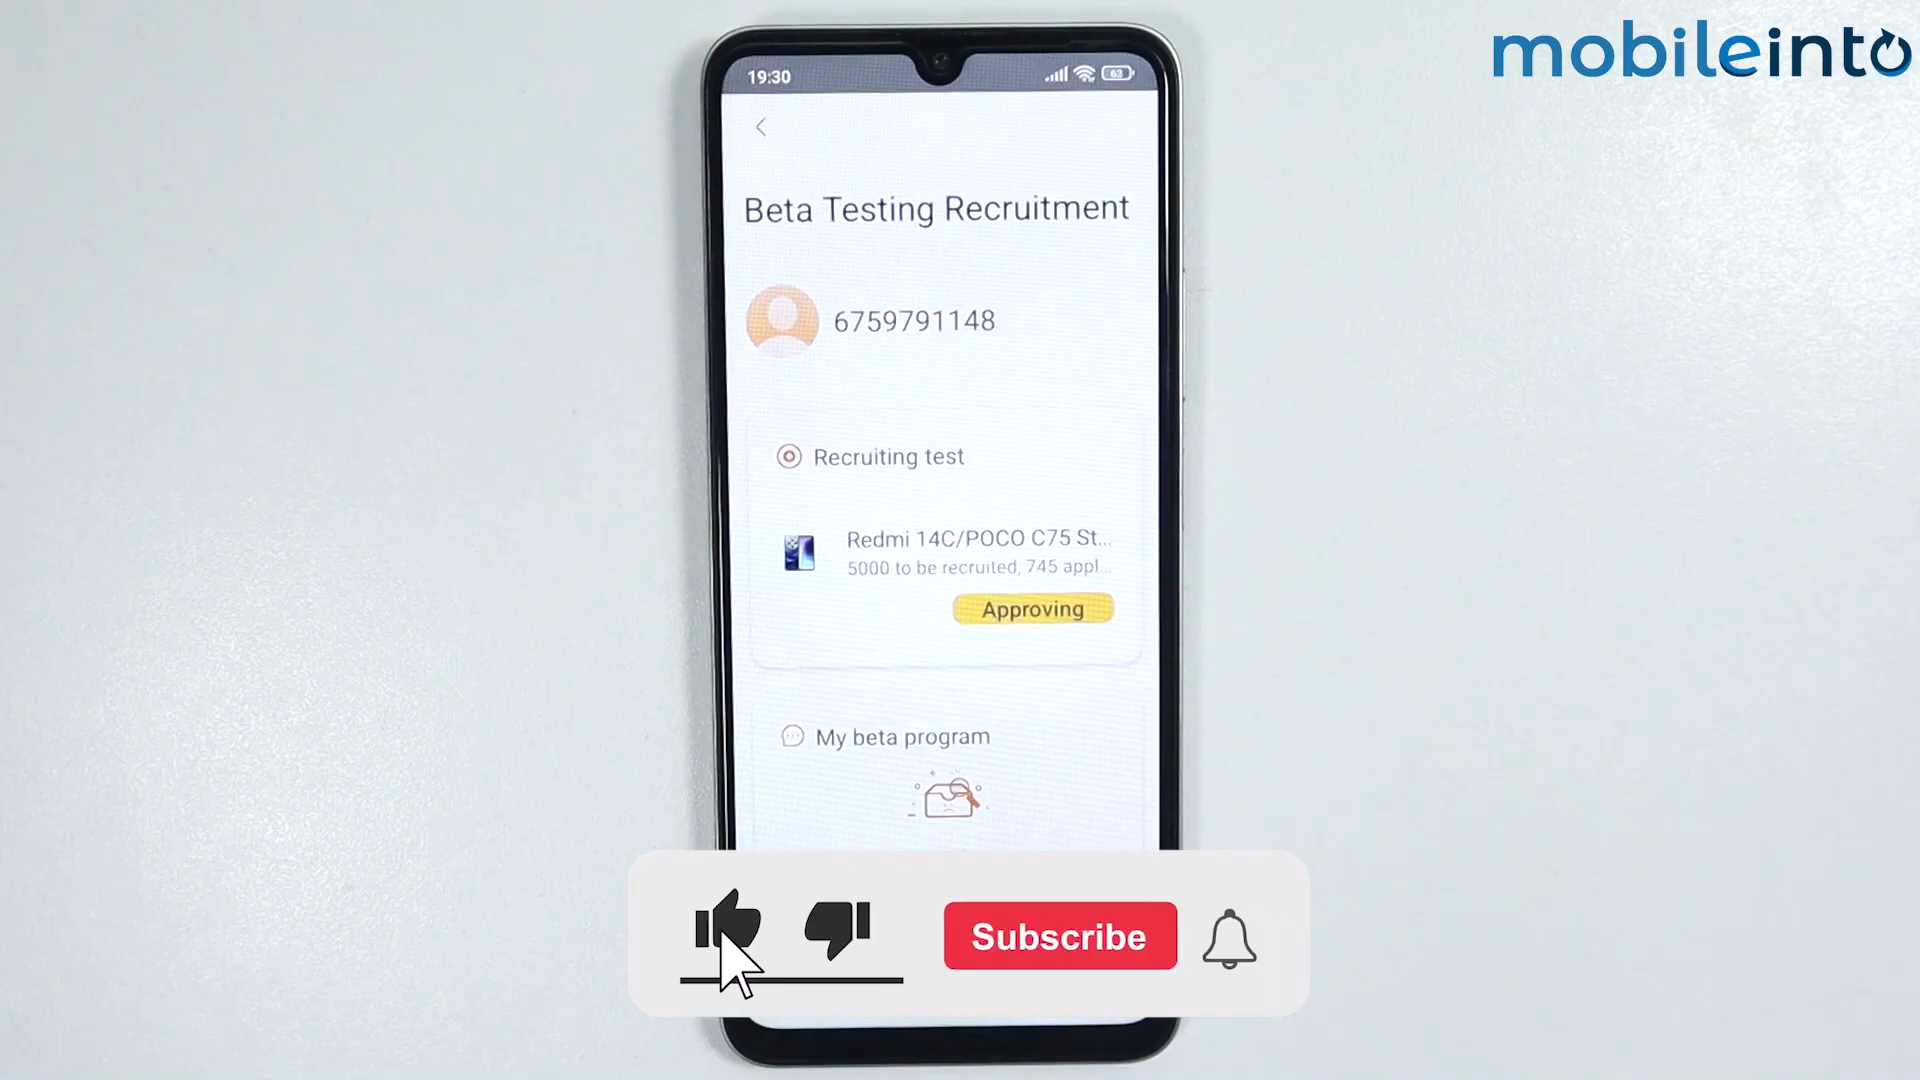 mobileinto
19:30
63
Beta Testing Recruitment
6759791148
Recruiting test
Redmi 14C/POCO C75 St...
5000 to be recruited, 745 appl...
Approving
My beta program
Subscribe